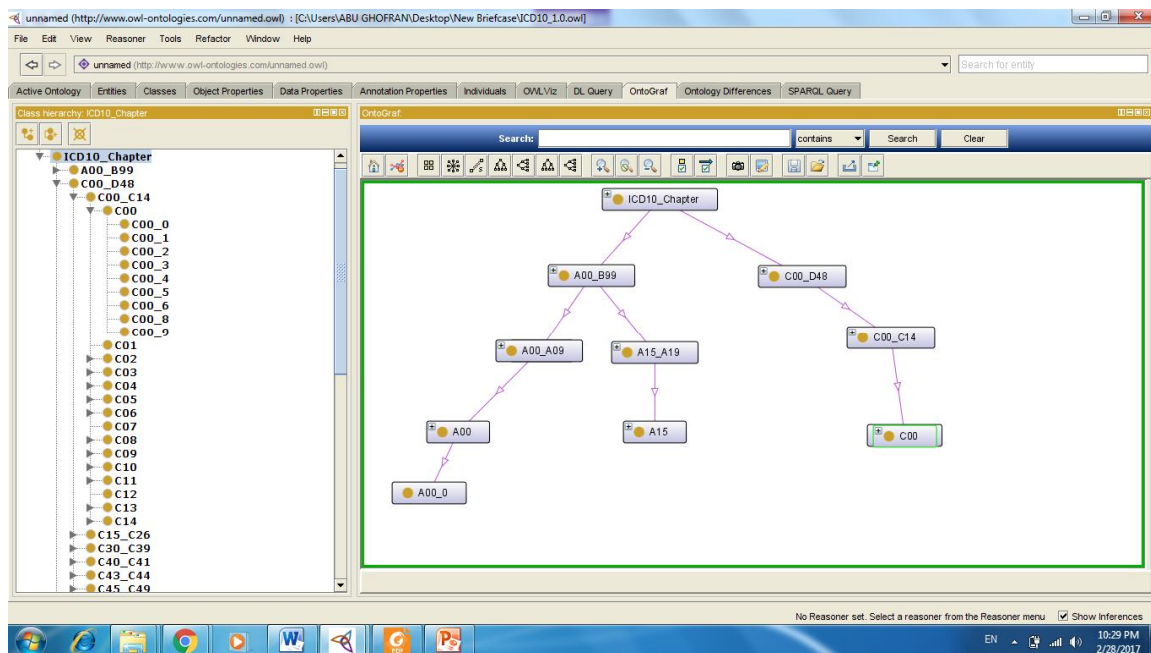 unnamed (http://www.owl-ontologies.com/unnamed.owl) : [C:\Users\ABU GHOFRAN\Desktop\New Briefcase\ICD10_1.0.owl]
File Edit View Reasoner Tools Refactor Window Help
unnamed (http://www.owl-ontologies.com/unnamed.owl) Search for entity
Active Ontology Entities Classes Object Properties Data Properties Annotation Properties Individuals OWLViz DL Query OntoGraf Ontology Differences SPARQL Query
Class hierarchy: ICD10_Chapter
ICD10_Chapter
A00_B99
C00_D48
C00_C14
C00
C00_0
C00_1
C00_2
C00_3
C00_4
C00_5
C00_6
C00_8
C00_9
C01
C02
C03
C04
C05
C06
C07
C08
C09
C10
C11
C12
C13
C14
C15_C26
C30_C39
C40_C41
C43_C44
C45_C49
OntoGraf:
Search: contains Search Clear
ICD10_Chapter
A00_B99 C00_D48
A00_A09 A15_A19 C00_C14
A00 A15 C00
A00_0
No Reasoner set. Select a reasoner from the Reasoner menu Show Inferences
W P PDF
EN 10:29 PM
2/28/2017